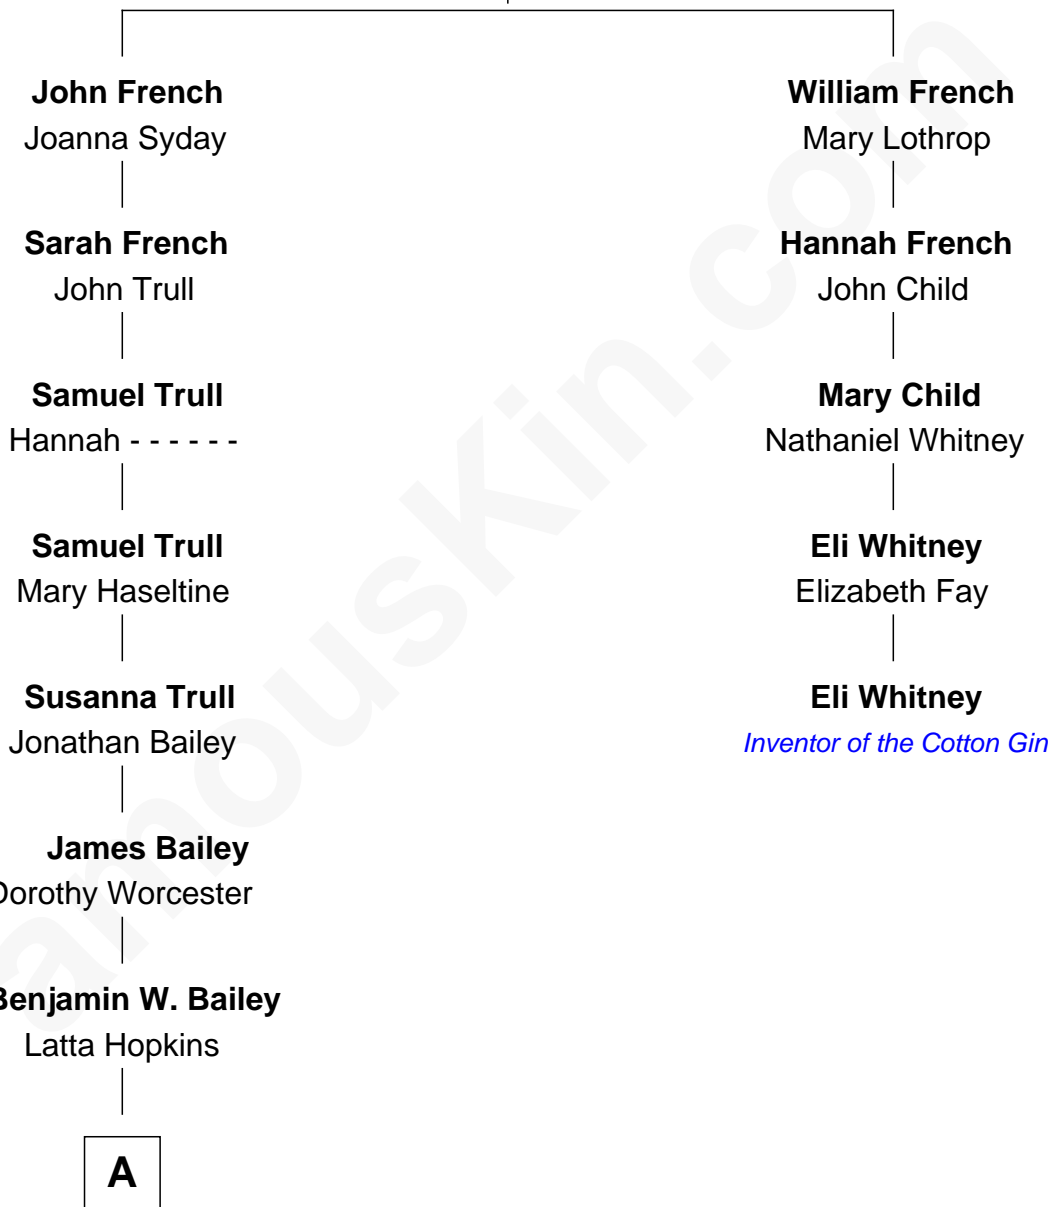 John French
Joanna Syday
Sarah French
John Trull
Samuel Trull
Hannah - - - - - -
Samuel Trull
Mary Haseltine
Susanna Trull
Jonathan Bailey
James Bailey
Dorothy Worcester
Benjamin W. Bailey
Latta Hopkins
A
William French
Mary Lothrop
Hannah French
John Child
Mary Child
Nathaniel Whitney
Eli Whitney
Elizabeth Fay
Eli Whitney
Inventor of the Cotton Gin
amousKin.com